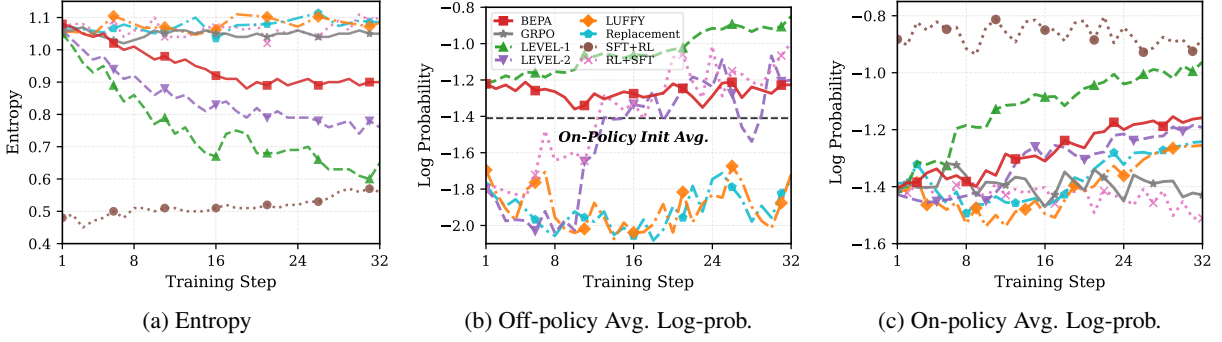 1.1
1.0
0.9
0.8
0.7
0.6
0.5
0.4
Entropy
1
8
16
24
32
Training Step
(a) Entropy
−0.8
−1.0
−1.2
−1.4
−1.6
−1.8
−2.0
Log Probability
BEPA
GRPO
LEVEL-1
LEVEL-2
LUFFY
Replacement
SFT+RL
RL+SFT
On-Policy Init Avg.
1
8
16
24
32
Training Step
(b) Off-policy Avg. Log-prob.
−0.8
−1.0
−1.2
−1.4
−1.6
Log Probability
1
8
16
24
32
Training Step
(c) On-policy Avg. Log-prob.